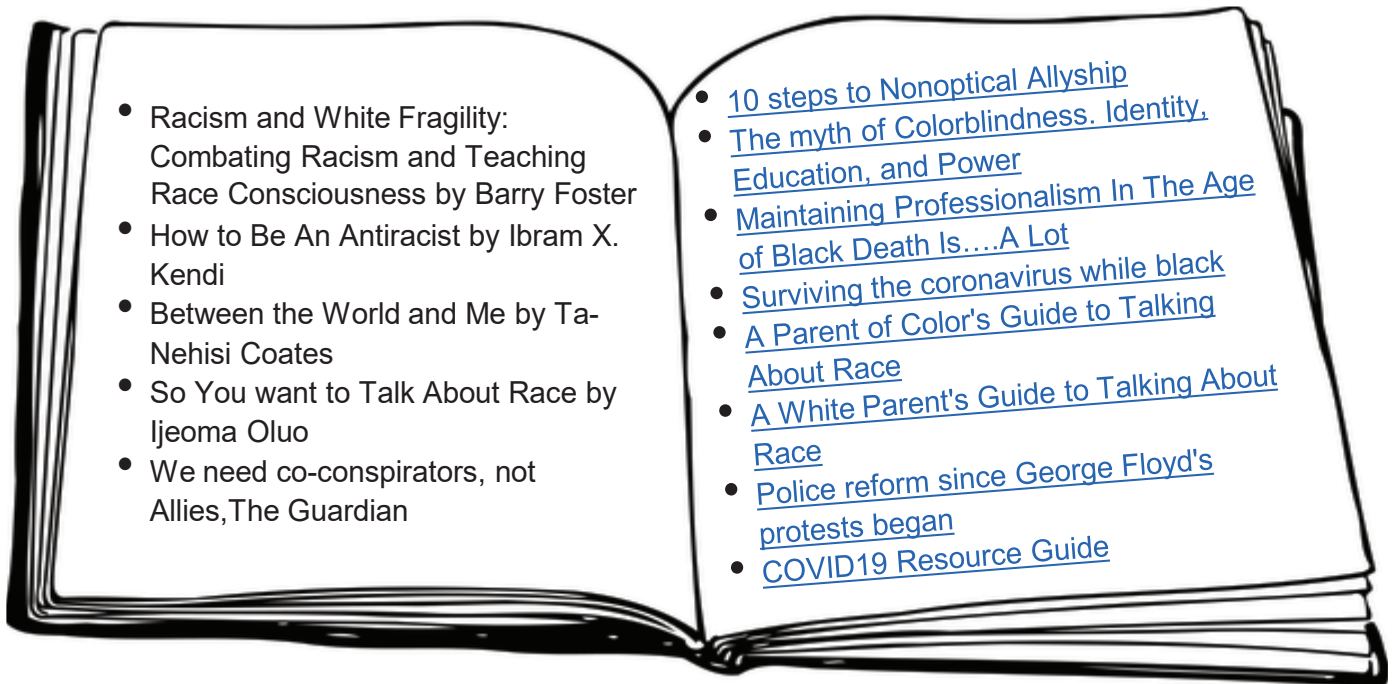 • Racism and White Fragility:
Combating Racism and Teaching
Race Consciousness by Barry Foster
• How to Be An Antiracist by Ibram X.
Kendi
• Between the World and Me by Ta-
Nehisi Coates
• So You want to Talk About Race by
Ijeoma Oluo
• We need co-conspirators, not
Allies,The Guardian
• 10 steps to Nonoptical Allyship
• The myth of Colorblindness. Identity,
Education, and Power
• Maintaining Professionalism In The Age
of Black Death Is….A Lot
• Surviving the coronavirus while black
• A Parent of Color's Guide to Talking
About Race
• A White Parent's Guide to Talking About
Race
• Police reform since George Floyd's
protests began
• COVID19 Resource Guide